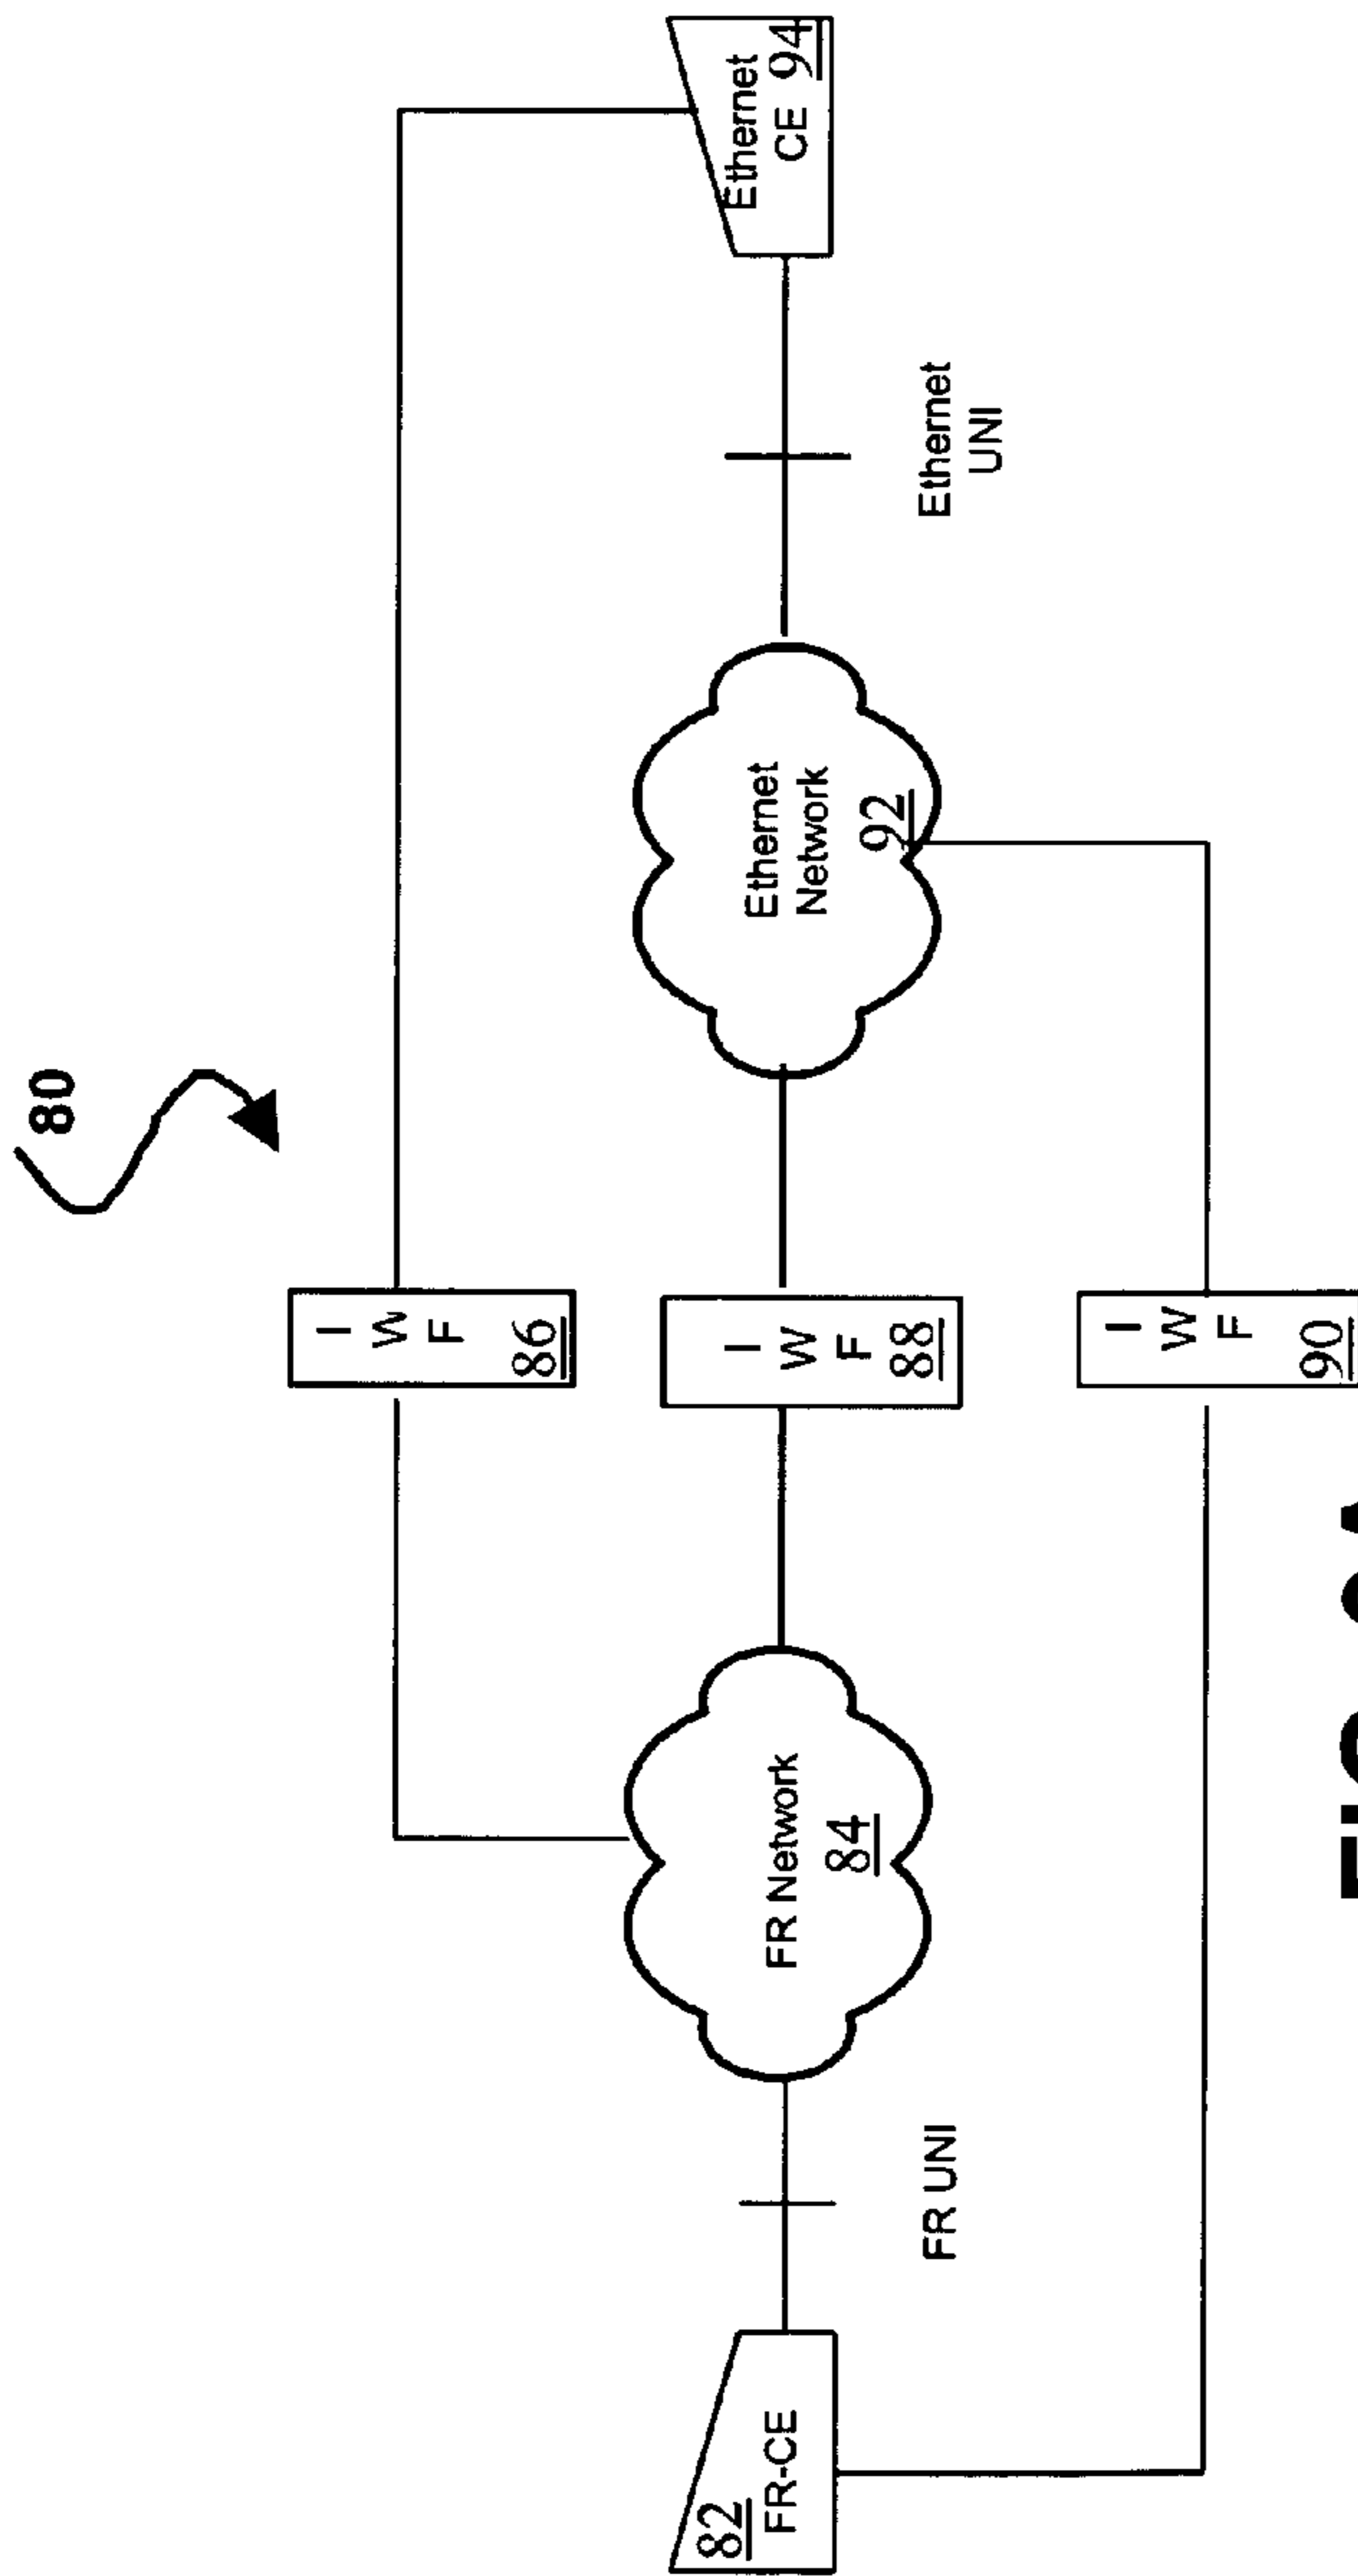 80
I
W
F
86
82
FR-CE
FR UNI
FR Network
84
I
W
F
88
Ethernet
Network
92
Ethernet
UNI
Ethernet
CE 94
I
W
F
90